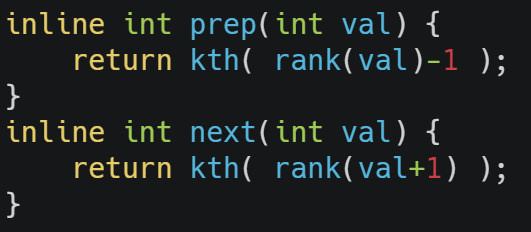 inline int prep(int val) {
    return kth( rank(val)-1 );
}
inline int next(int val) {
    return kth( rank(val+1) );
}